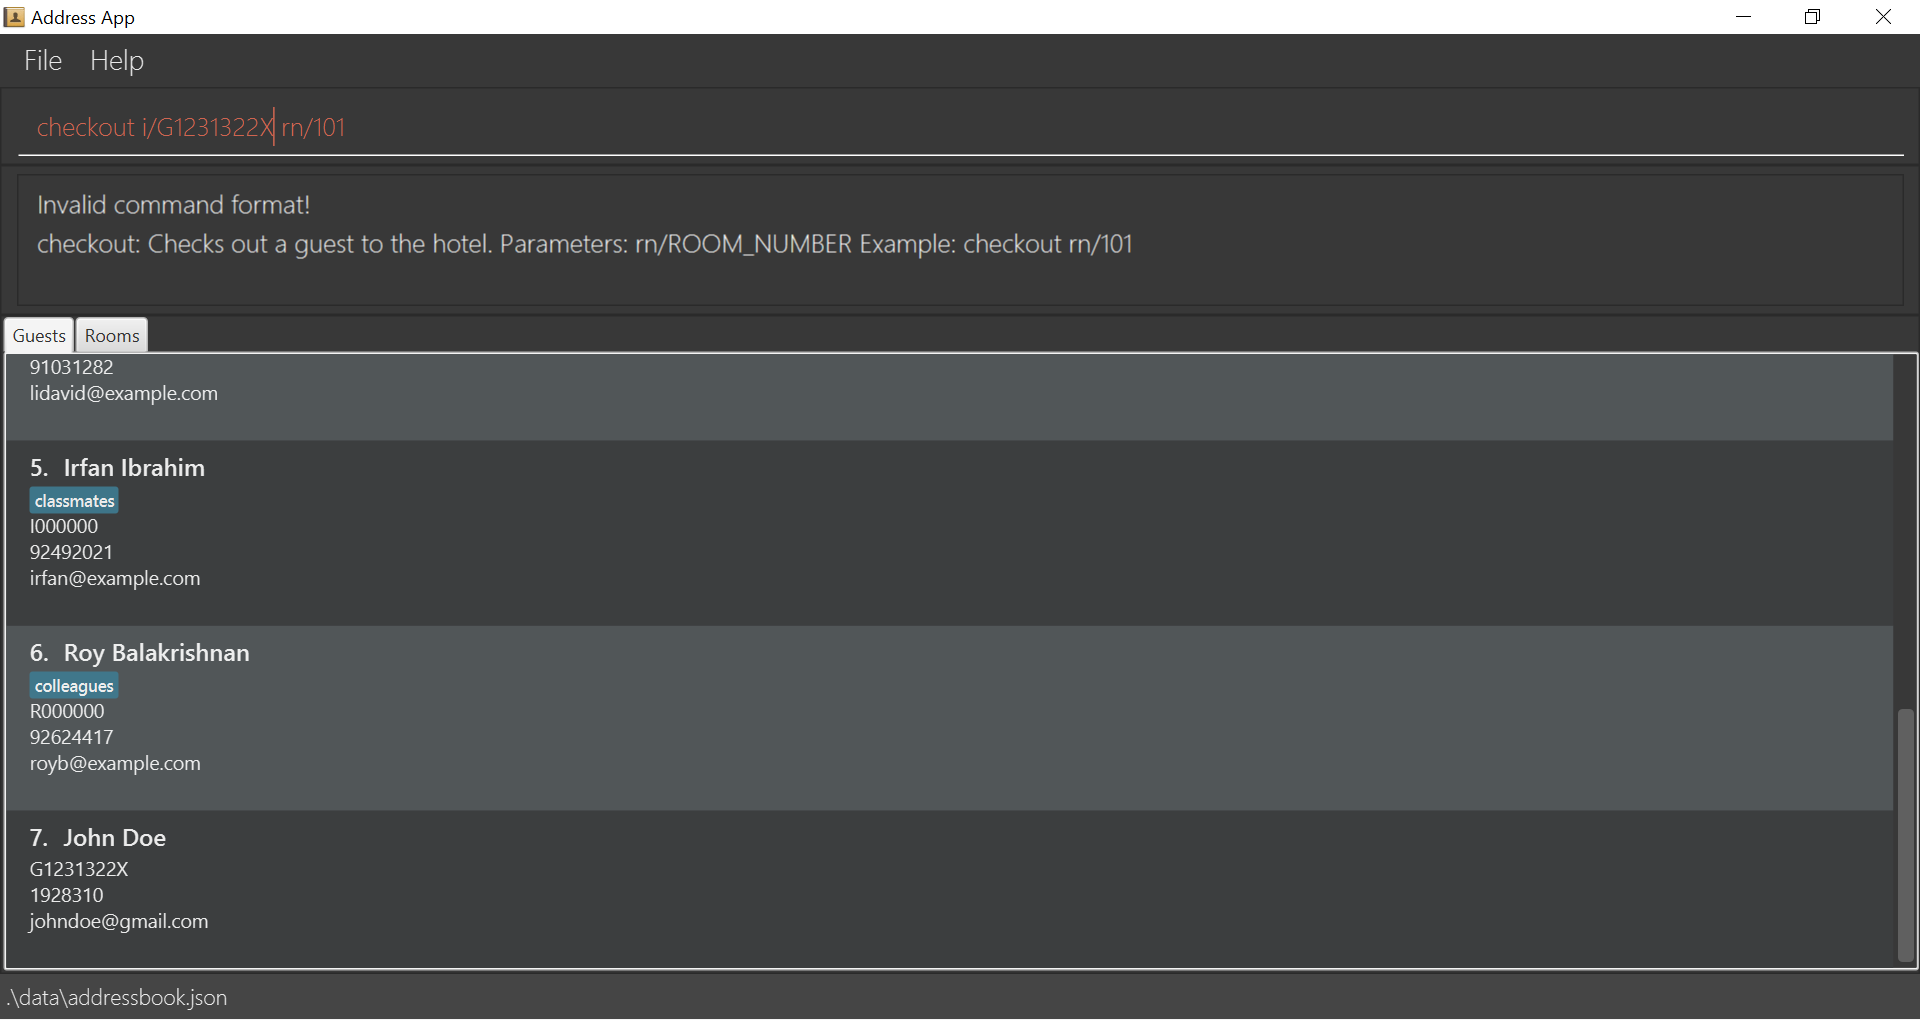 Address App
File Help
checkout i/G1231322X rn/101
Invalid command format!
checkout: Checks out a guest to the hotel. Parameters: rn/ROOM_NUMBER Example: checkout rn/101
Guests Rooms
91031282
lidavid@example.com
5. Irfan Ibrahim
classmates
I000000
92492021
irfan@example.com
6. Roy Balakrishnan
colleagues
R000000
92624417
royb@example.com
7. John Doe
G1231322X
1928310
johndoe@gmail.com
.\data\addressbook.json